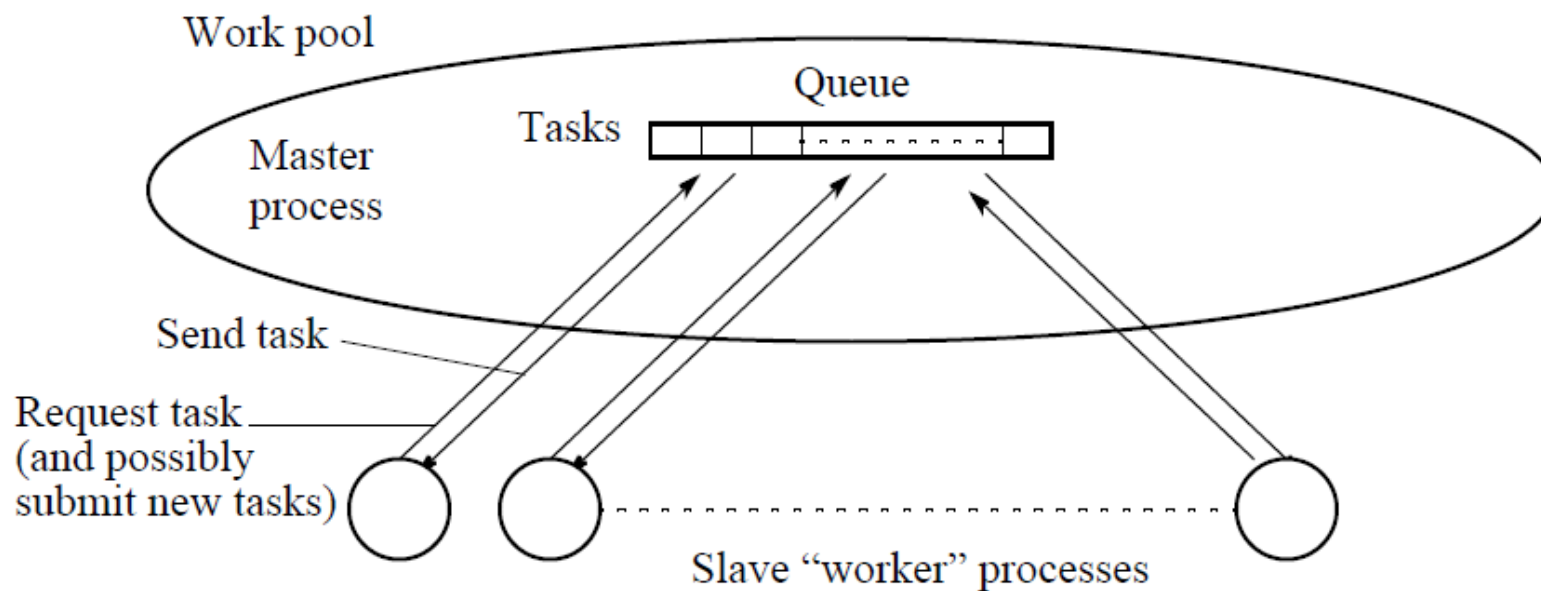 Work pool
Queue
Tasks
Master
process
Send task
Request task
(and possibly
submit new tasks)
Slave “worker” processes